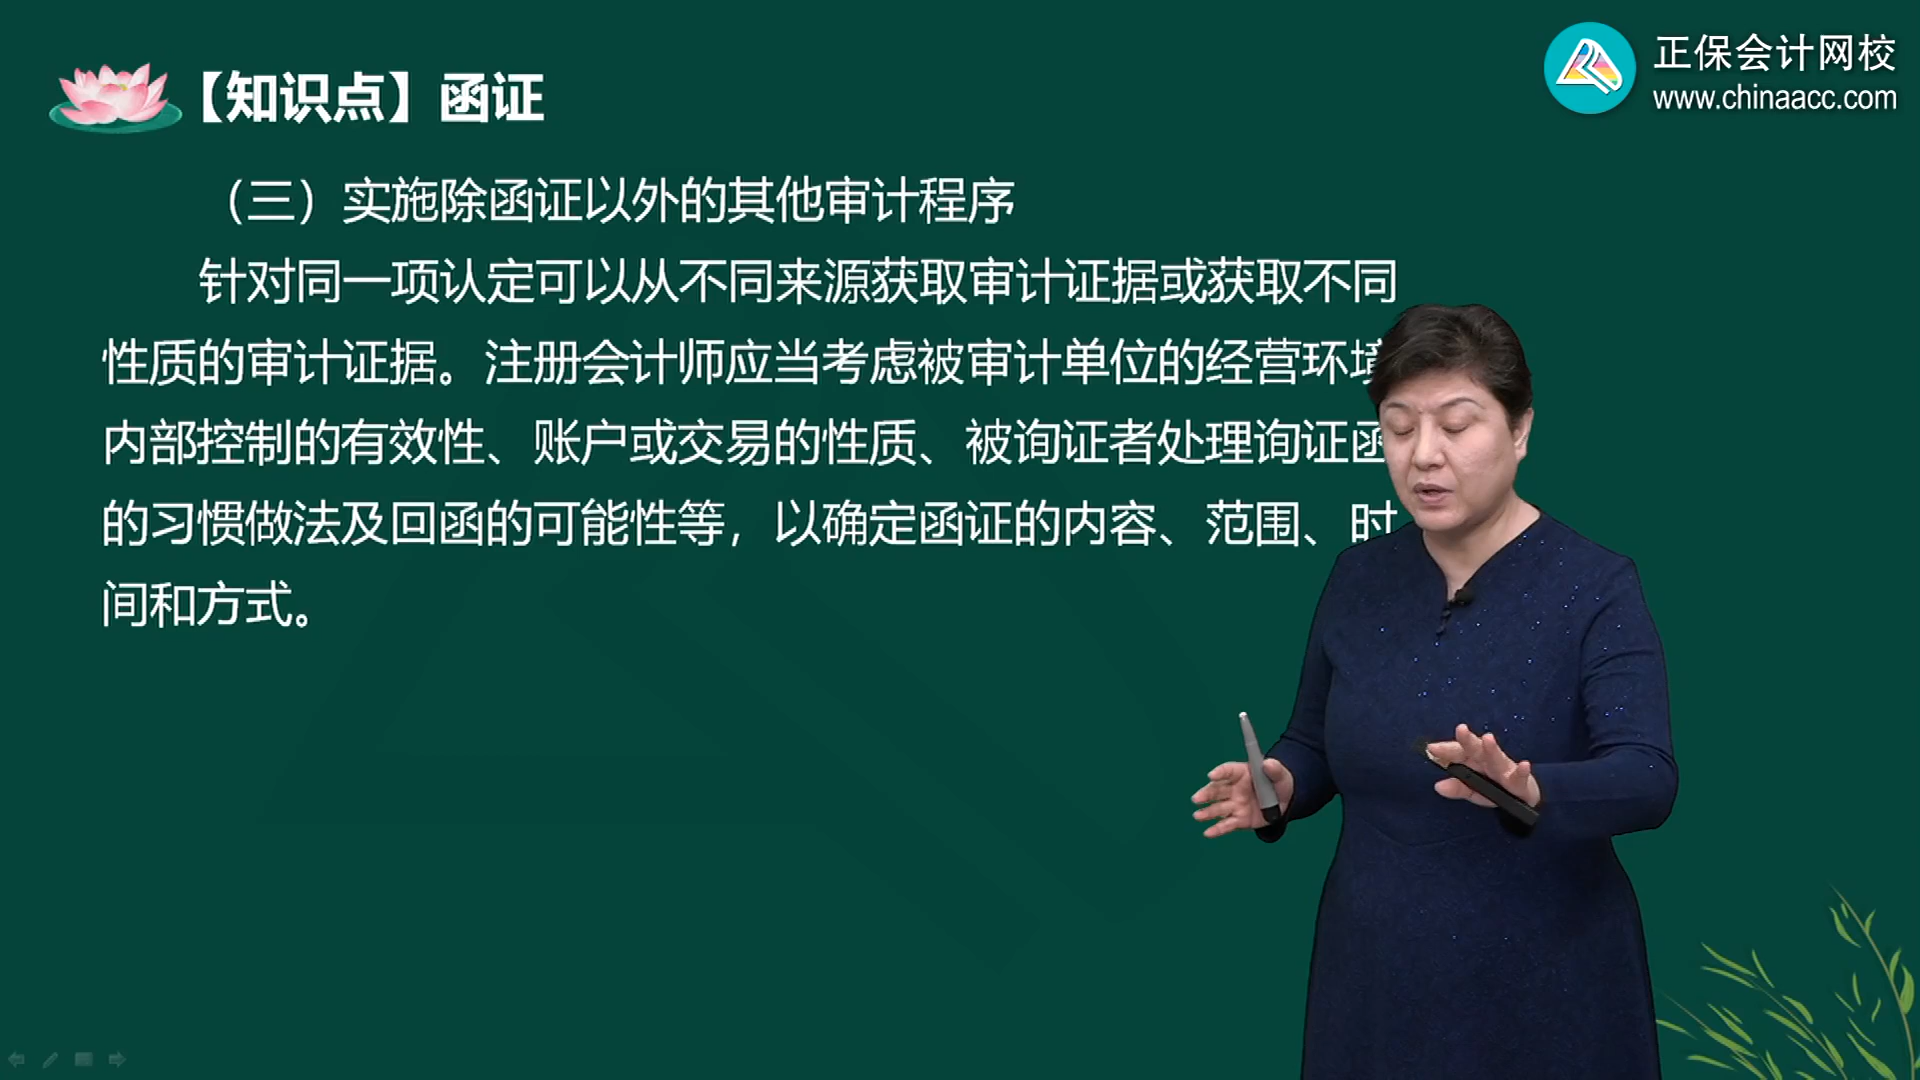 【知识点】函证
正保会计网校
www.chinaacc.com
（三）实施除函证以外的其他审计程序
针对同一项认定可以从不同来源获取审计证据或获取不同
性质的审计证据。注册会计师应当考虑被审计单位的经营环境
内部控制的有效性、账户或交易的性质、被询证者处理询证函
的习惯做法及回函的可能性等，以确定函证的内容、范围、时
间和方式。